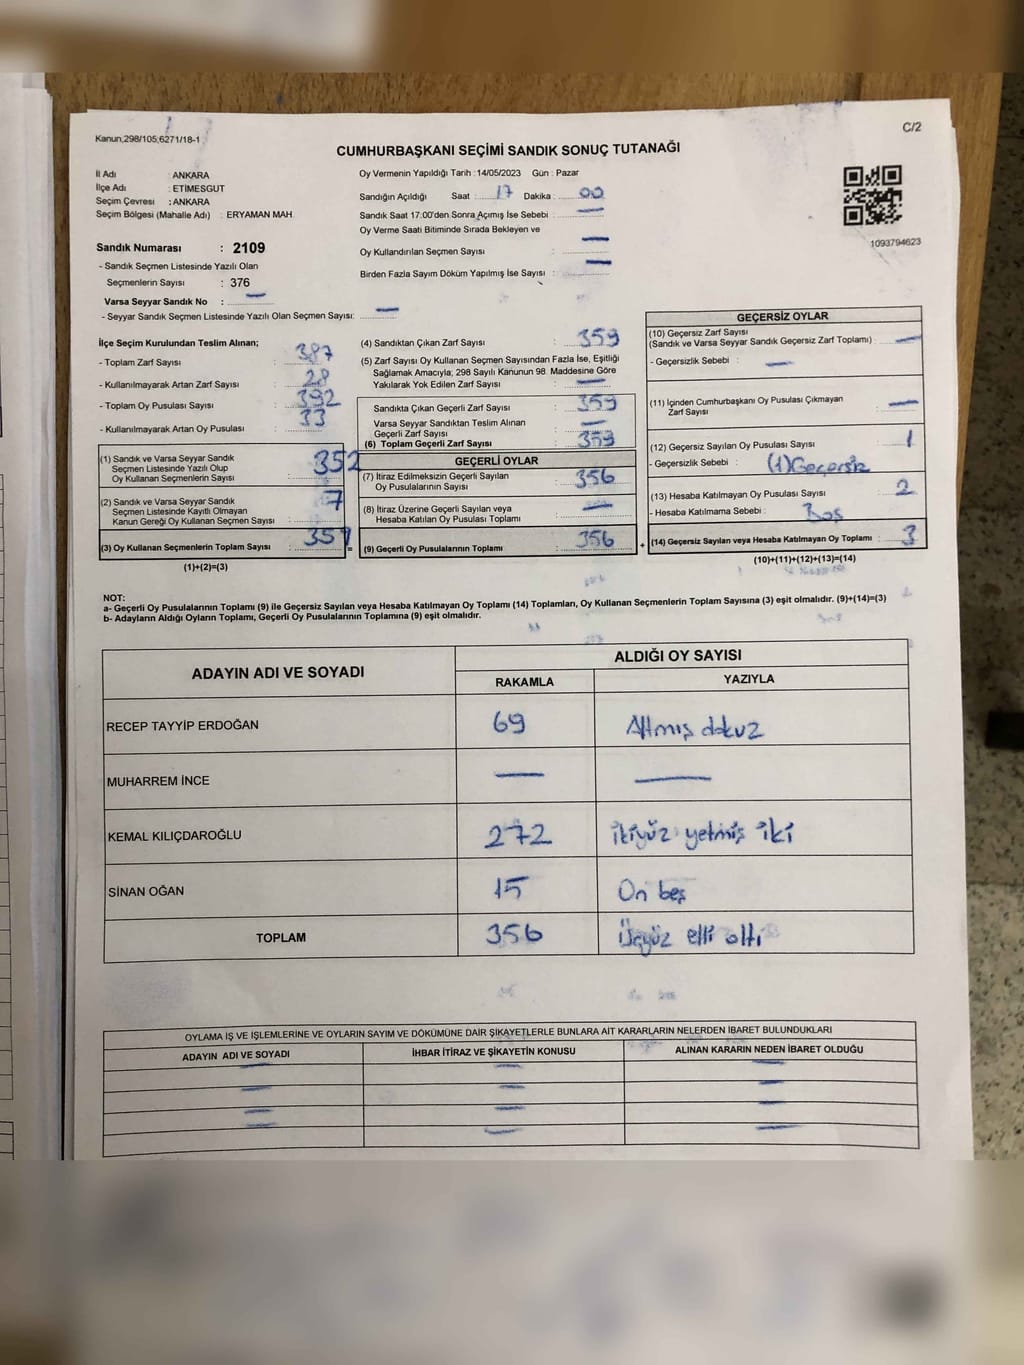 Kanun,298/105,6271/18-1
C/2
CUMHURBAŞKANI SEÇİMİ SANDIK SONUÇ TUTANAĞI
İl Adı : ANKARA
İlçe Adı : ETİMESGUT
Seçim Çevresi : ANKARA
Seçim Bölgesi (Mahalle Adı) : ERYAMAN MAH.
Sandık Numarası : 2109
- Sandık Seçmen Listesinde Yazılı Olan
Seçmenlerin Sayısı : 376
Varsa Seyyar Sandık No : —
- Seyyar Sandık Seçmen Listesinde Yazılı Olan Seçmen Sayısı: —
Oy Vermenin Yapıldığı Tarih : 14/05/2023 Gün : Pazar
Sandığın Açıldığı Saat : 17 Dakika : 00
Sandık Saat 17:00'den Sonra Açımış İse Sebebi : —
Oy Verme Saati Bitiminde Sırada Bekleyen ve
Oy Kullandırılan Seçmen Sayısı : —
Birden Fazla Sayım Döküm Yapılmış İse Sayısı : —
1093794623
İlçe Seçim Kurulundan Teslim Alınan;
- Toplam Zarf Sayısı : 387
- Kullanılmayarak Artan Zarf Sayısı : 28
- Toplam Oy Pusulası Sayısı : 392
- Kullanılmayarak Artan Oy Pusulası : 33
(1) Sandık ve Varsa Seyyar Sandık
Seçmen Listesinde Yazılı Olup
Oy Kullanan Seçmenlerin Sayısı : 352
(2) Sandık ve Varsa Seyyar Sandık
Seçmen Listesinde Kayıtlı Olmayan
Kanun Gereği Oy Kullanan Seçmen Sayısı : 7
(3) Oy Kullanan Seçmenlerin Toplam Sayısı : 359 =
(1)+(2)=(3)
(4) Sandıktan Çıkan Zarf Sayısı : 359
(5) Zarf Sayısı Oy Kullanan Seçmen Sayısından Fazla İse, Eşitliği
Sağlamak Amacıyla; 298 Sayılı Kanunun 98. Maddesine Göre
Yakılarak Yok Edilen Zarf Sayısı : —
Sandıkta Çıkan Geçerli Zarf Sayısı : 359
Varsa Seyyar Sandıktan Teslim Alınan
Geçerli Zarf Sayısı : —
(6) Toplam Geçerli Zarf Sayısı : 359
GEÇERLİ OYLAR
(7) İtiraz Edilmeksizin Geçerli Sayılan
Oy Pusulalarının Sayısı : 356
(8) İtiraz Üzerine Geçerli Sayılan veya
Hesaba Katılan Oy Pusulası Toplamı : —
(9) Geçerli Oy Pusulalarının Toplamı : 356 +
GEÇERSİZ OYLAR
(10) Geçersiz Zarf Sayısı
(Sandık ve Varsa Seyyar Sandık Geçersiz Zarf Toplamı) : —
- Geçersizlik Sebebi : —
(11) İçinden Cumhurbaşkanı Oy Pusulası Çıkmayan
Zarf Sayısı : —
(12) Geçersiz Sayılan Oy Pusulası Sayısı : 1
- Geçersizlik Sebebi : (1) Geçersiz
(13) Hesaba Katılmayan Oy Pusulası Sayısı : 2
- Hesaba Katılmama Sebebi : Boş
(14) Geçersiz Sayılan veya Hesaba Katılmayan Oy Toplamı : 3
(10)+(11)+(12)+(13)=(14)
NOT:
a- Geçerli Oy Pusulalarının Toplamı (9) ile Geçersiz Sayılan veya Hesaba Katılmayan Oy Toplamı (14) Toplamları, Oy Kullanan Seçmenlerin Toplam Sayısına (3) eşit olmalıdır. (9)+(14)=(3)
b- Adayların Aldığı Oyların Toplamı, Geçerli Oy Pusulalarının Toplamına (9) eşit olmalıdır.
ADAYIN ADI VE SOYADI ALDIĞI OY SAYISI
RAKAMLA YAZIYLA
RECEP TAYYİP ERDOĞAN 69 Altmış dokuz
MUHARREM İNCE — —
KEMAL KILIÇDAROĞLU 272 ikiyüz yetmiş iki
SİNAN OĞAN 15 On beş
TOPLAM 356 Üçyüz elli altı
OYLAMA İŞ VE İŞLEMLERİNE VE OYLARIN SAYIM VE DÖKÜMÜNE DAİR ŞİKAYETLERLE BUNLARA AİT KARARLARIN NELERDEN İBARET BULUNDUKLARI
ADAYIN ADI VE SOYADI İHBAR İTİRAZ VE ŞİKAYETİN KONUSU ALINAN KARARIN NEDEN İBARET OLDUĞU
— — —
— — —
— — —
— —